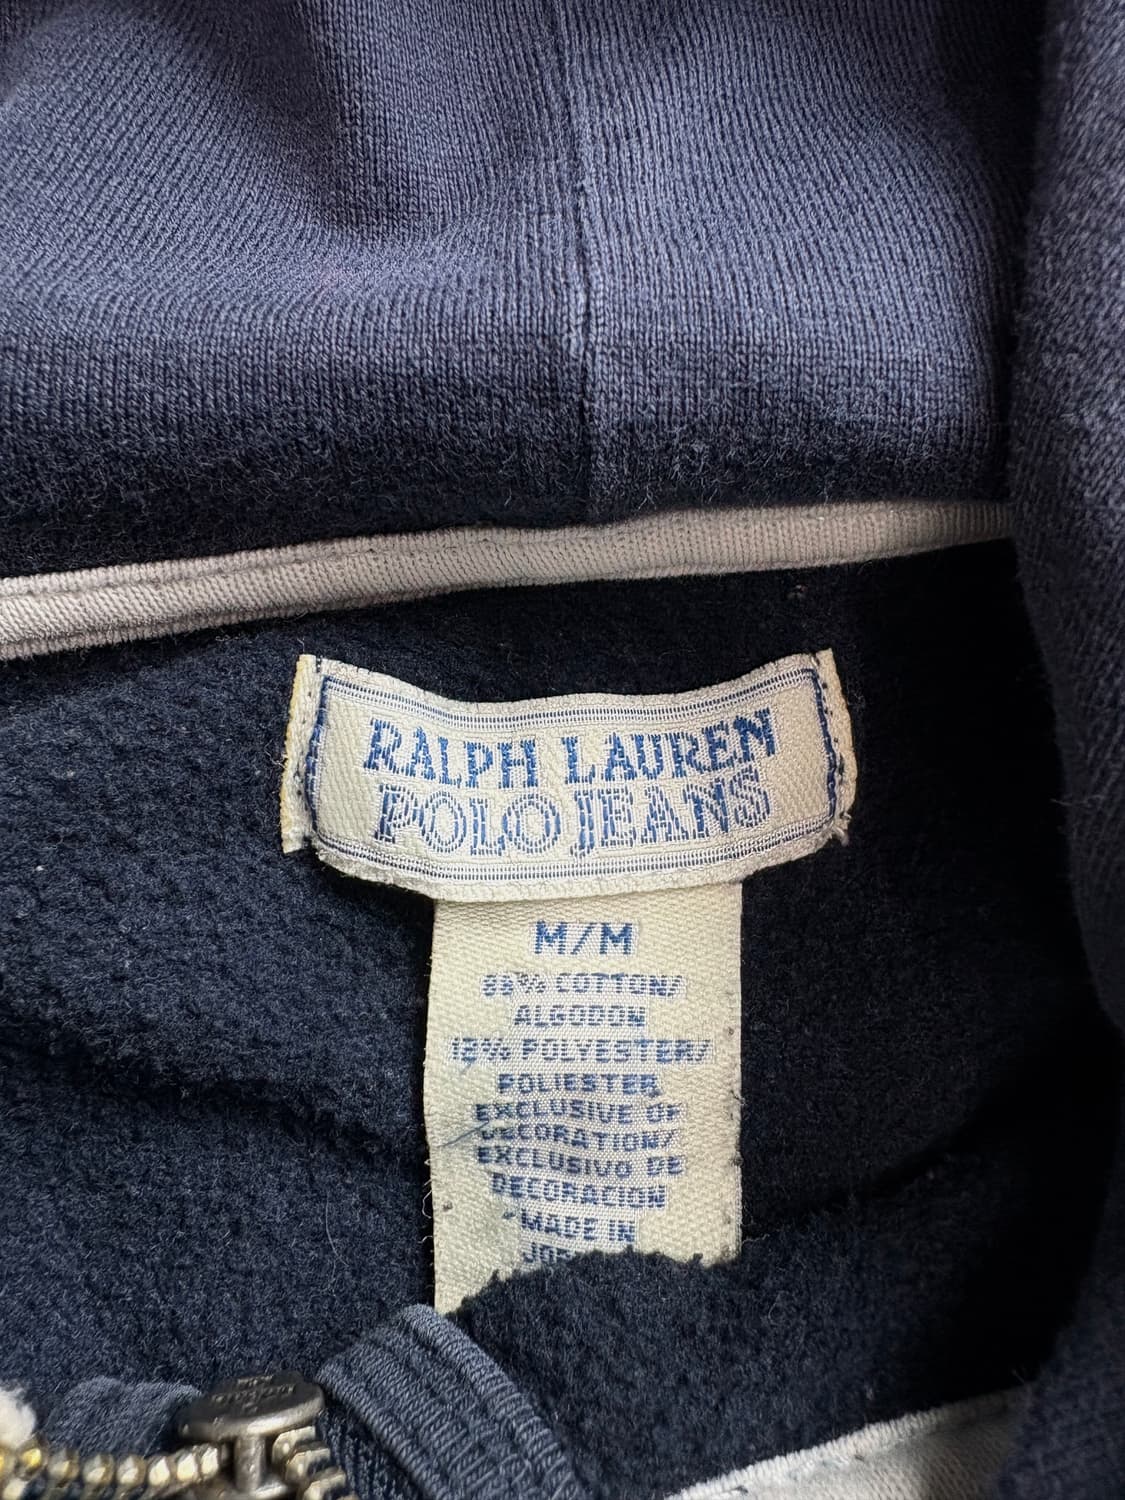 RALPH LAUREN
POLO JEANS
M/M
COTTON/
ALGODON
POLYESTER/
POLIESTER
EXCLUSIVE OF
DECORATION/
EXCLUSIVO DE
DECORACION
MADE IN